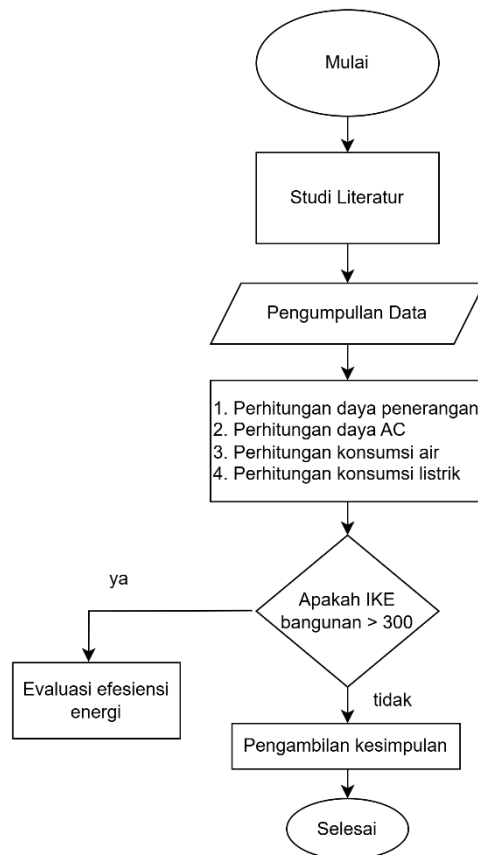 Mulai
Studi Literatur
Pengumpullan Data
1. Perhitungan daya penerangan
2. Perhitungan daya AC
3. Perhitungan konsumsi air
4. Perhitungan konsumsi listrik
ya
Apakah IKE
bangunan > 300
Evaluasi efesiensi
energi
tidak
Pengambilan kesimpulan
Selesai